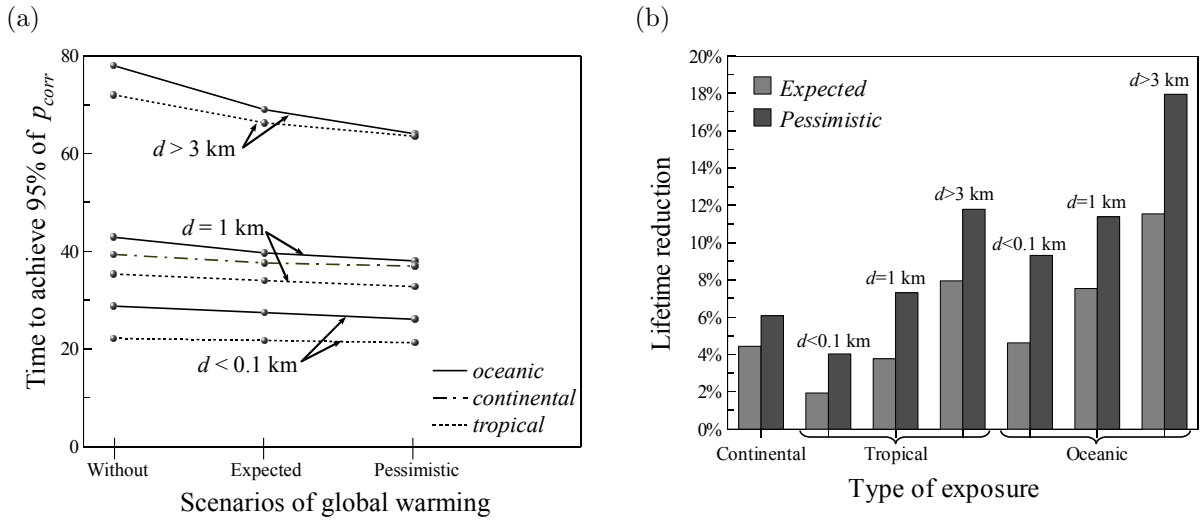 (a)
80
60
40
20
0
Time to achieve 95% of p_corr
d > 3 km
d = 1 km
d < 0.1 km
oceanic
continental
tropical
Without
Expected
Pessimistic
Scenarios of global warming
(b)
20%
18%
16%
14%
12%
10%
8%
6%
4%
2%
0%
Lifetime reduction
Expected
Pessimistic
d<0.1 km
d=1 km
d>3 km
d<0.1 km
d=1 km
d>3 km
Continental
Tropical
Oceanic
Type of exposure